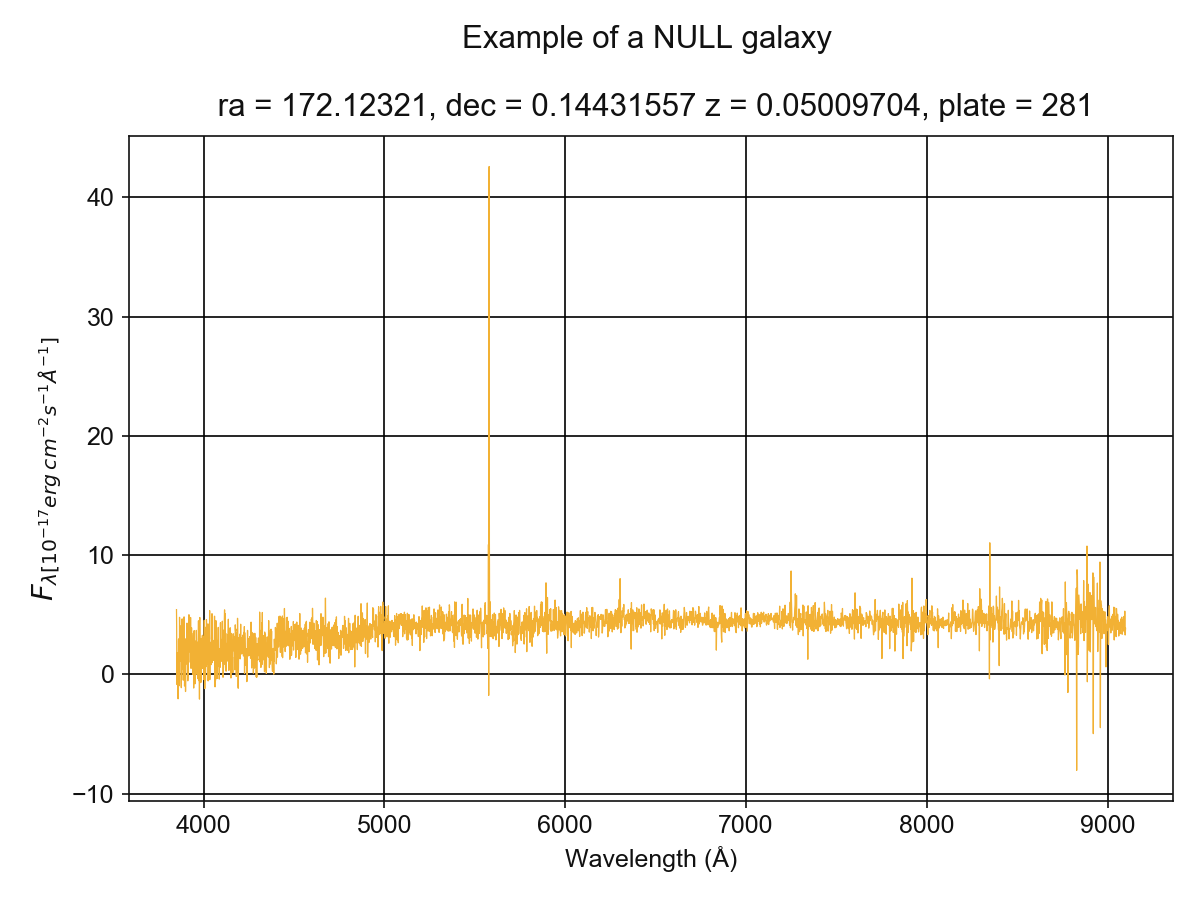 Example of a NULL galaxy
ra = 172.12321, dec = 0.14431557 z = 0.05009704, plate = 281
40
30
20
10
0
−10
F_λ[10^−17 erg cm^−2 s^−1 Å^−1]
4000 5000 6000 7000 8000 9000
Wavelength (Å)